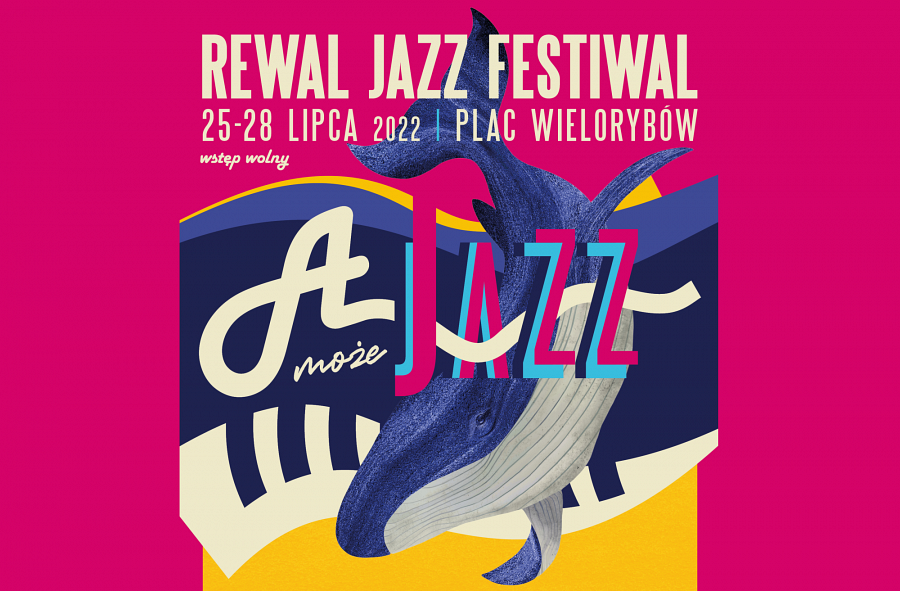 REWAL JAZZ FESTIWAL
25-28 LIPCA 2022 | PLAC WIELORYBÓW
wstęp wolny
A może JAZZ